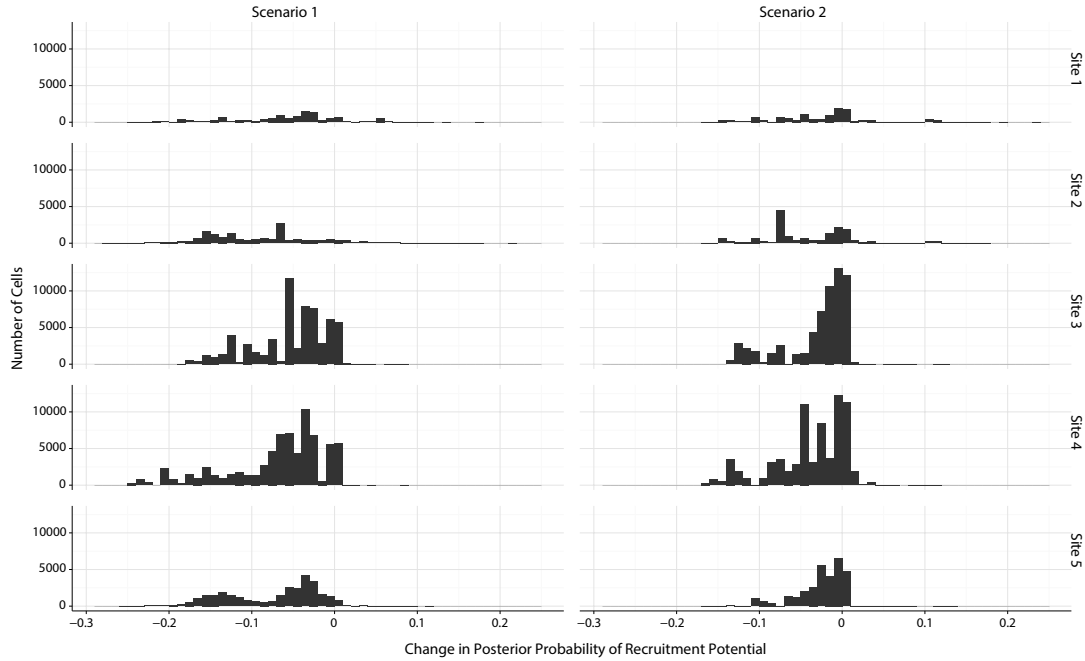 Scenario 1
Scenario 2
10000
5000
0
Site 1
10000
5000
0
Site 2
Number of Cells
10000
5000
0
Site 3
10000
5000
0
Site 4
10000
5000
0
Site 5
−0.3 −0.2 −0.1 0 0.1 0.2
−0.3 −0.2 −0.1 0 0.1 0.2
Change in Posterior Probability of Recruitment Potential